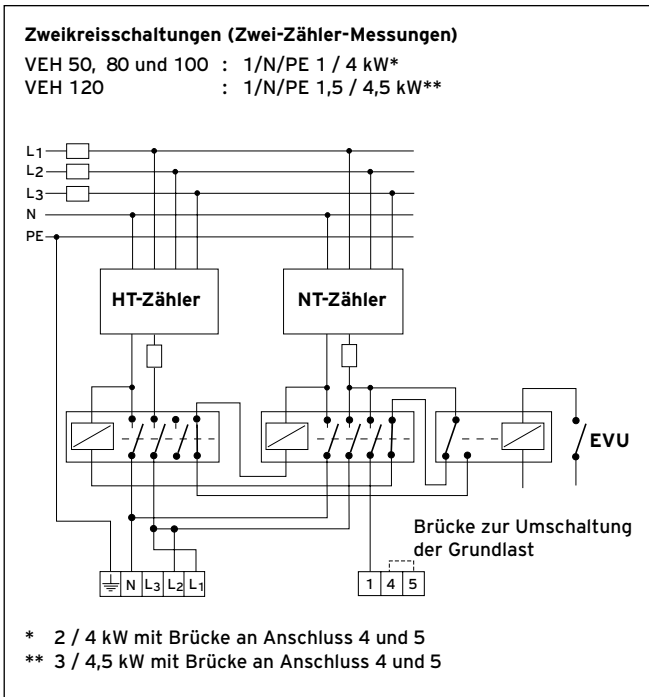 Zweikreisschaltungen (Zwei-Zähler-Messungen)
VEH 50, 80 und 100 : 1/N/PE 1 / 4 kW*
VEH 120 : 1/N/PE 1,5 / 4,5 kW**
L1
L2
L3
N
PE
HT-Zähler
NT-Zähler
EVU
Brücke zur Umschaltung
der Grundlast
N L3 L2 L1
1 4 5
* 2 / 4 kW mit Brücke an Anschluss 4 und 5
** 3 / 4,5 kW mit Brücke an Anschluss 4 und 5